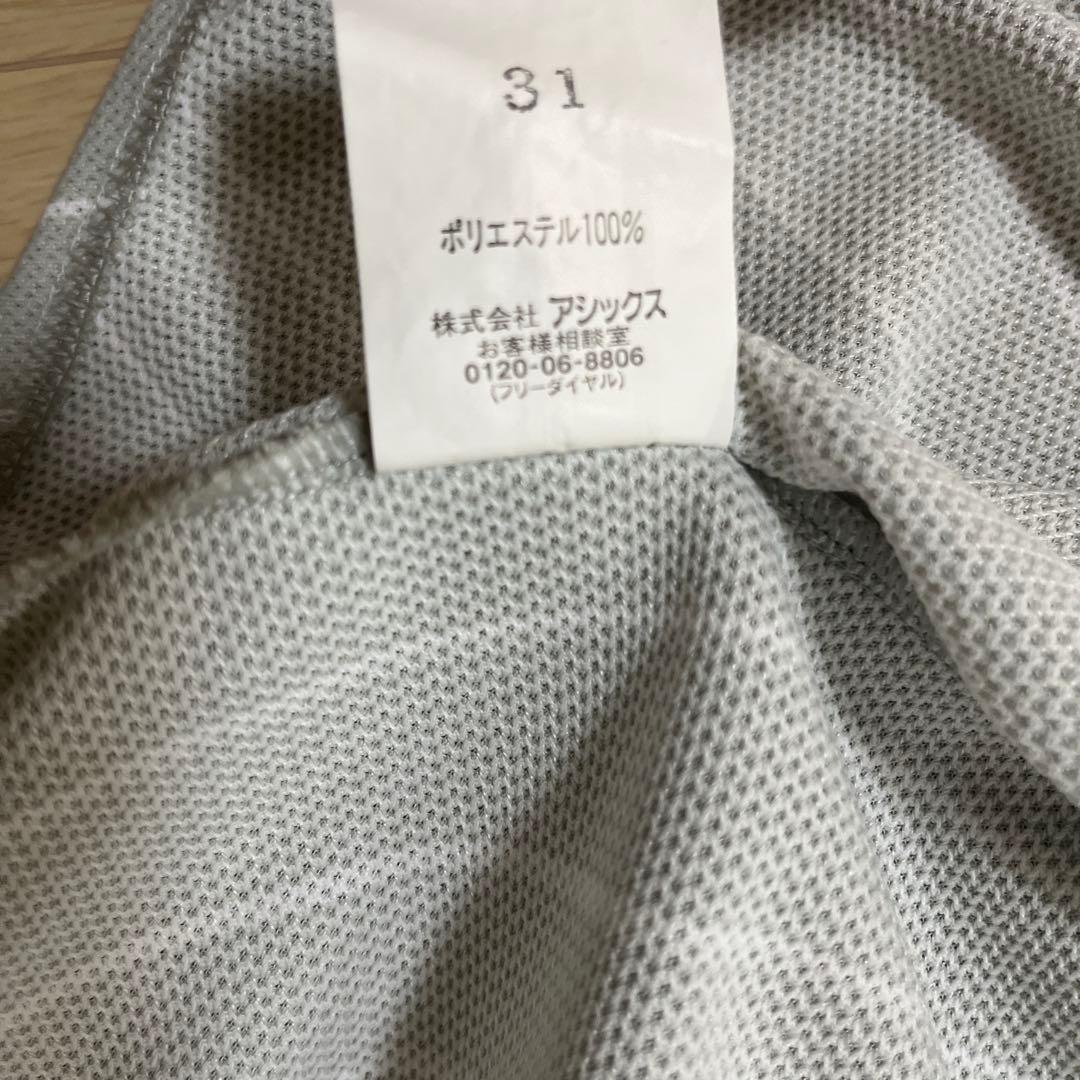 31
ポリエステル100%
株式会社 アシックス
お客様相談室
0120-06-8806
(フリーダイヤル)